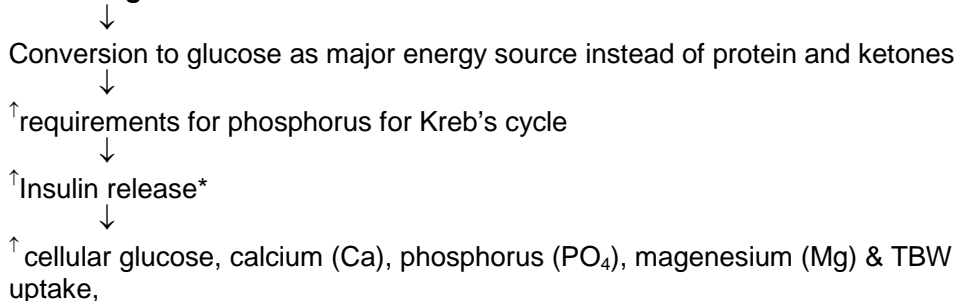 ↓
Conversion to glucose as major energy source instead of protein and ketones
↓
↑requirements for phosphorus for Kreb's cycle
↓
↑Insulin release*
↓
↑ cellular glucose, calcium (Ca), phosphorus (PO₄), magenesium (Mg) & TBW
uptake,